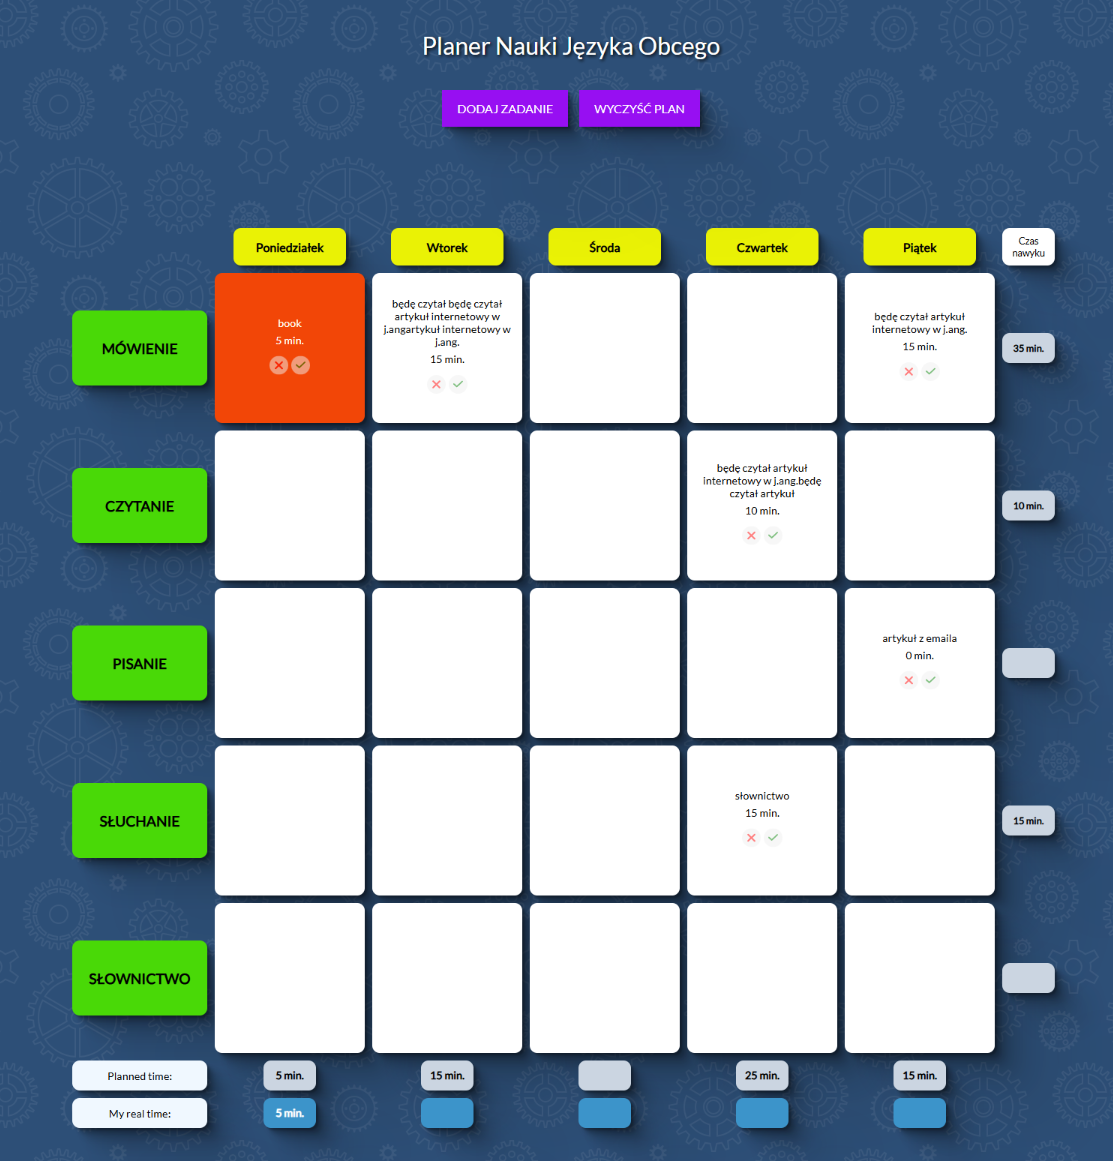 Planer Nauki Języka Obcego
DODAJ ZADANIE
WYCZYŚĆ PLAN
Poniedziałek
Wtorek
Środa
Czwartek
Piątek
Czas
nawyku
MÓWIENIE
book
5 min.
będę czytał będę czytał
artykuł internetowy w
j.angartykuł internetowy w
j.ang.
15 min.
będę czytał artykuł
internetowy w j.ang.
15 min.
35 min.
CZYTANIE
będę czytał artykuł
internetowy w j.ang.będę
czytał artykuł
10 min.
10 min.
PISANIE
artykuł z emaila
0 min.
SŁUCHANIE
słownictwo
15 min.
15 min.
SŁOWNICTWO
Planned time:
5 min.
15 min.
25 min.
15 min.
My real time:
5 min.